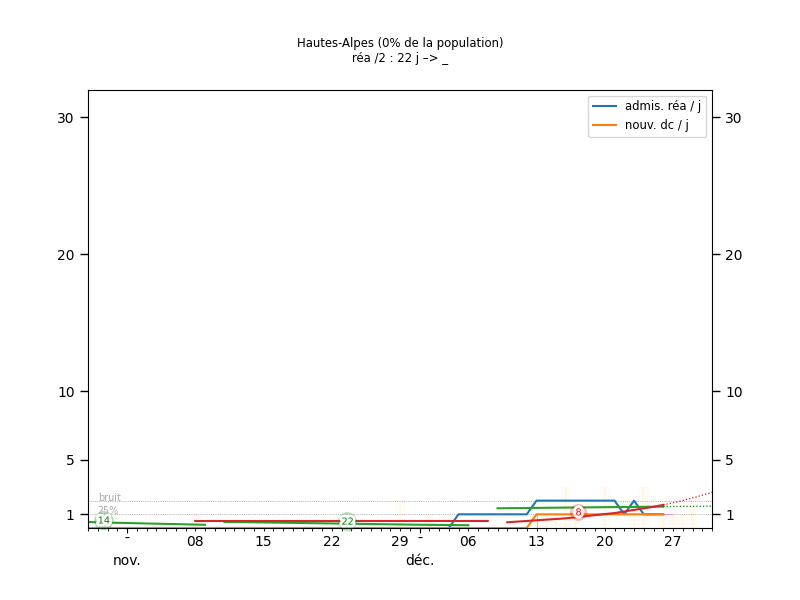 Hautes-Alpes (0% de la population)
réa /2 : 22 j –> _
admis. réa / j
nouv. dc / j
30 30
20 20
10 10
5 5
1 1
bruit
25%
14
22
8
- 08 15 22 29 - 06 13 20 27
nov. déc.